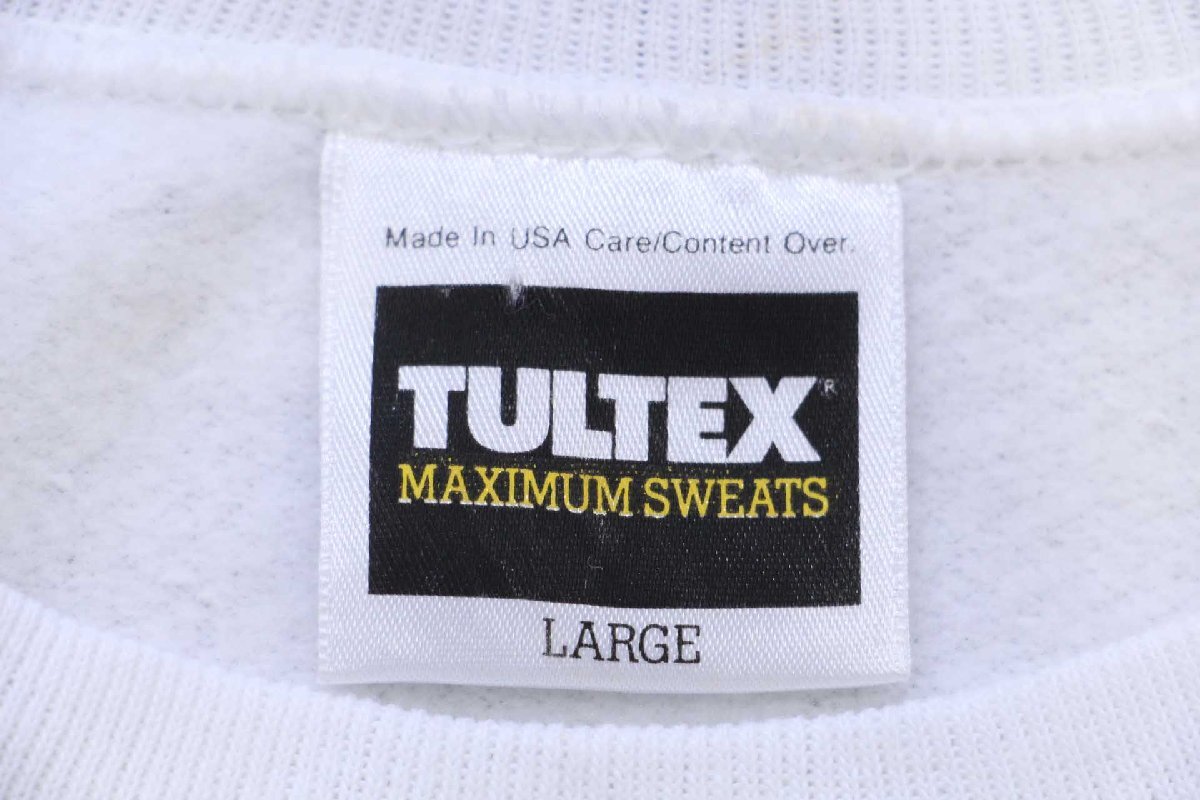 Made In USA Care/Content Over.
TULTEX®
MAXIMUM SWEATS
LARGE